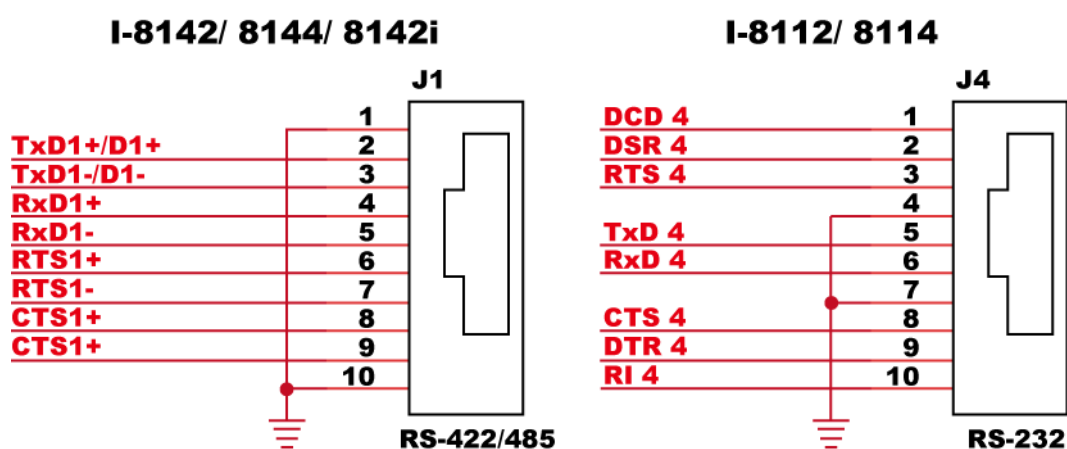 I-8142/ 8144/ 8142i
J1
1
TxD1+/D1+ 2
TxD1-/D1- 3
RxD1+ 4
RxD1- 5
RTS1+ 6
RTS1- 7
CTS1+ 8
CTS1+ 9
10
RS-422/485
I-8112/ 8114
J4
DCD 4 1
DSR 4 2
RTS 4 3
4
TxD 4 5
RxD 4 6
7
CTS 4 8
DTR 4 9
RI 4 10
RS-232